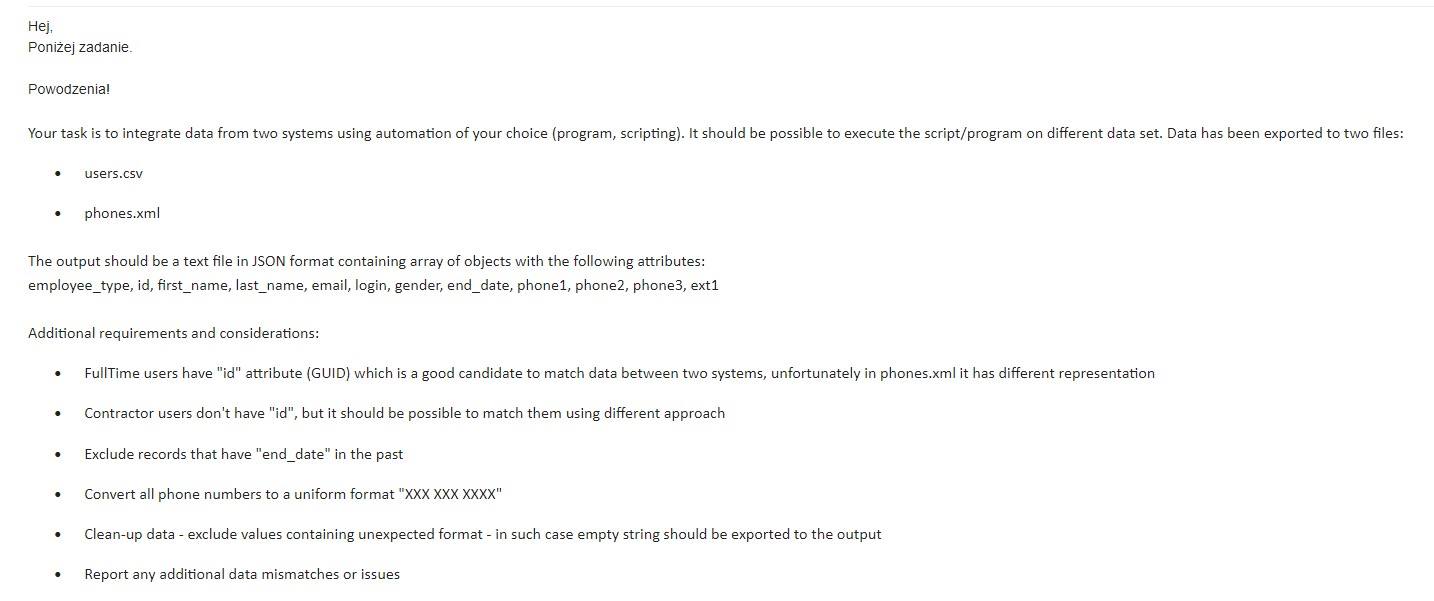 Hej,
Poniżej zadanie.
Powodzenia!
Your task is to integrate data from two systems using automation of your choice (program, scripting). It should be possible to execute the script/program on different data set. Data has been exported to two files:
• users.csv
• phones.xml
The output should be a text file in JSON format containing array of objects with the following attributes:
employee_type, id, first_name, last_name, email, login, gender, end_date, phone1, phone2, phone3, ext1
Additional requirements and considerations:
• FullTime users have "id" attribute (GUID) which is a good candidate to match data between two systems, unfortunately in phones.xml it has different representation
• Contractor users don't have "id", but it should be possible to match them using different approach
• Exclude records that have "end_date" in the past
• Convert all phone numbers to a uniform format "XXX XXX XXXX"
• Clean-up data - exclude values containing unexpected format - in such case empty string should be exported to the output
• Report any additional data mismatches or issues